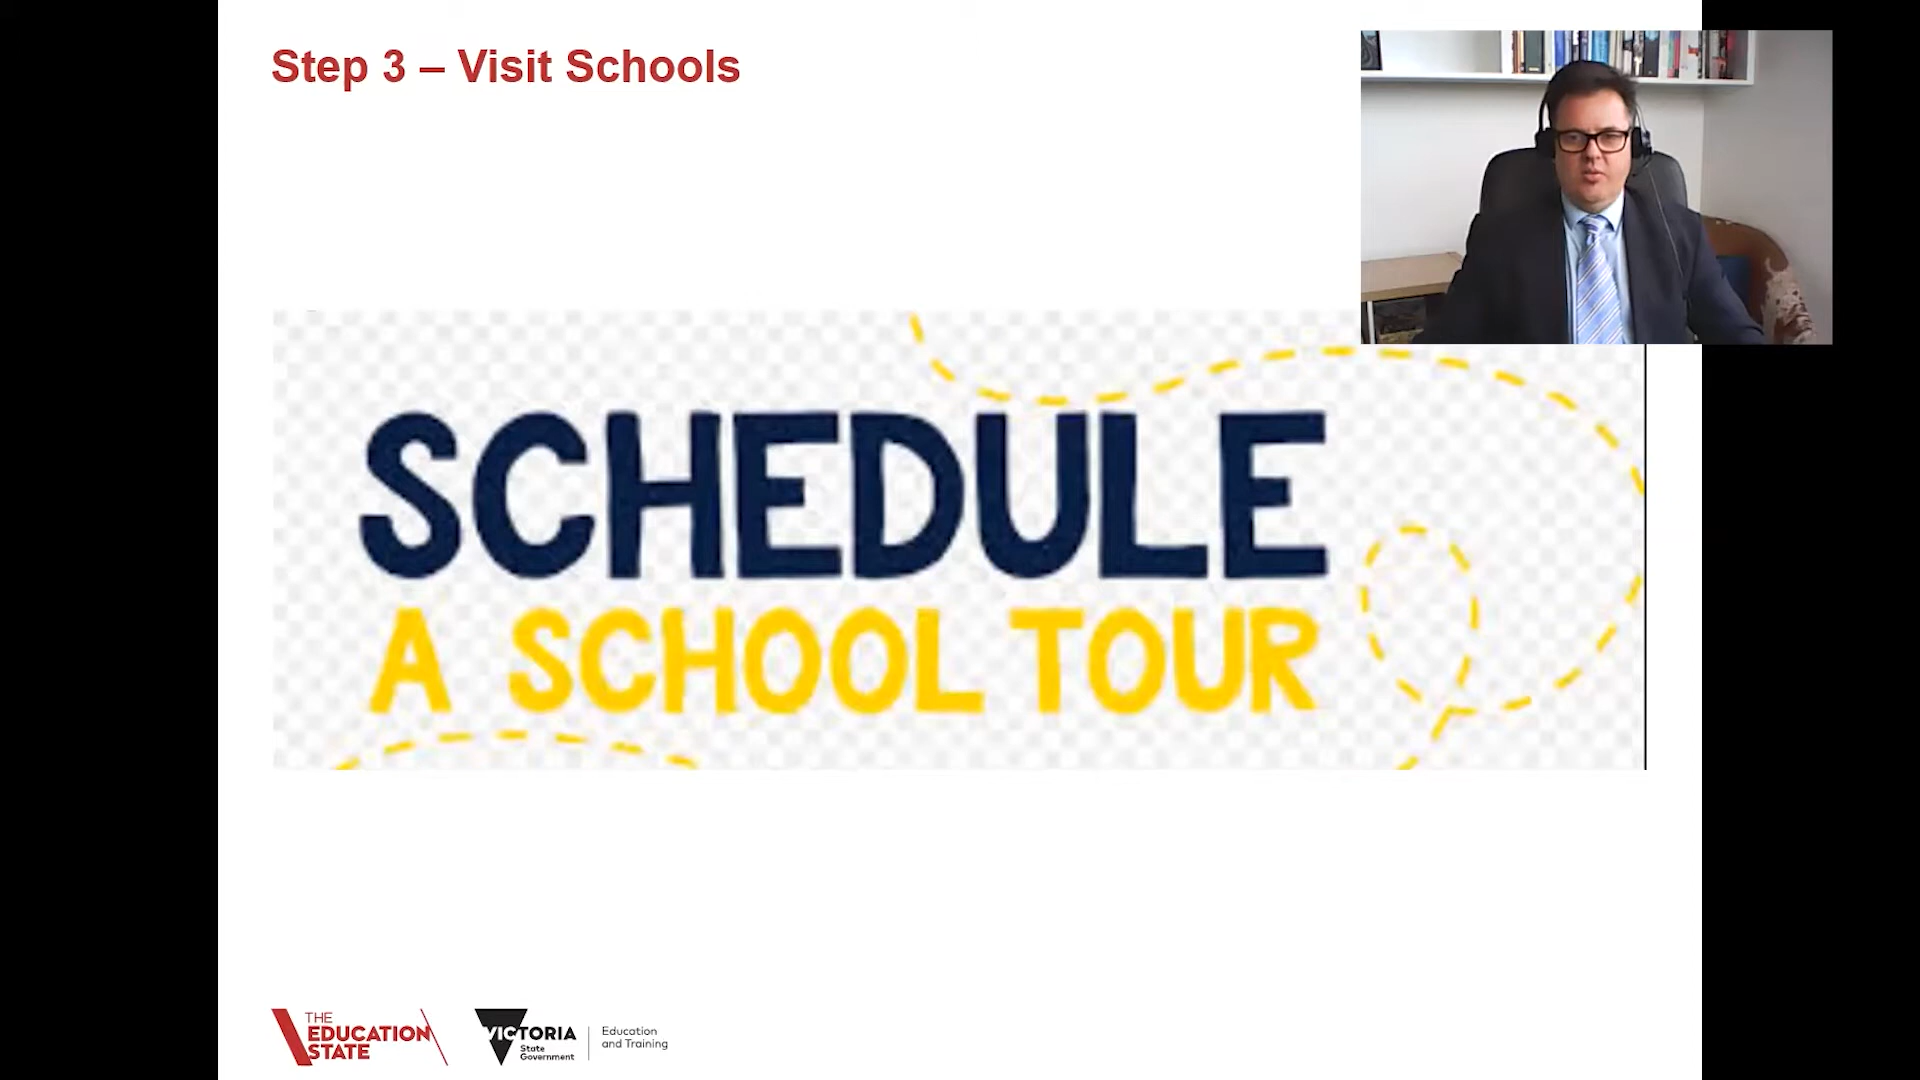 Step 3 – Visit Schools
SCHEDULE
A SCHOOL TOUR
THE
EDUCATION
STATE
VICTORIA
State
Government
Education
and Training